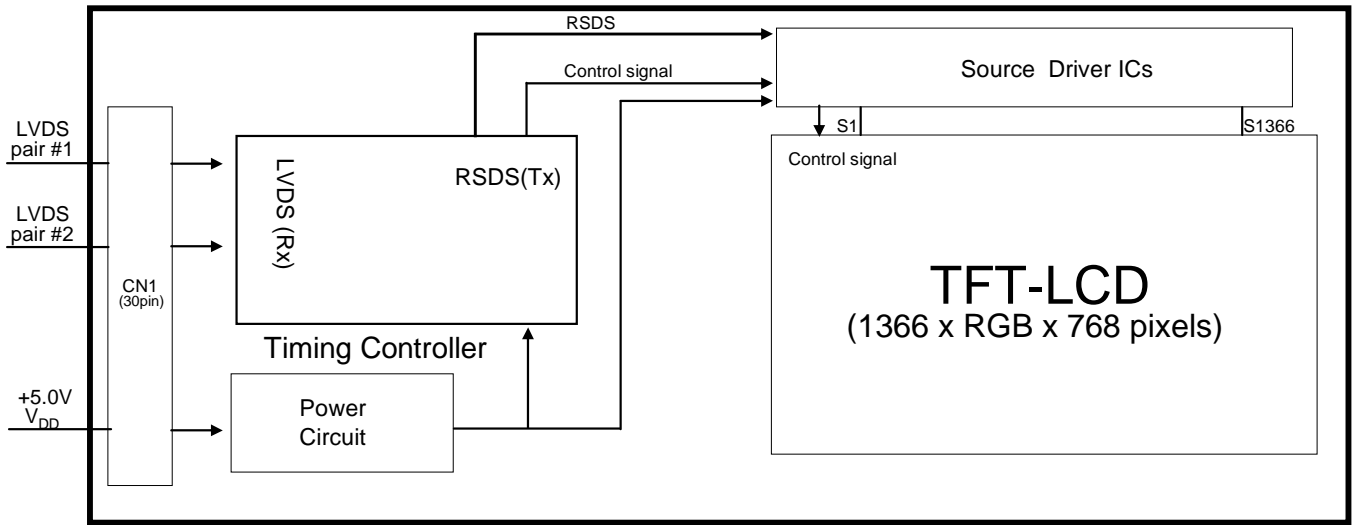 RSDS
Control signal
Source Driver ICs
LVDS
pair #1
S1
S1366
Control signal
LVDS (Rx)
RSDS(Tx)
LVDS
pair #2
CN1
(30pin)
TFT-LCD
(1366 x RGB x 768 pixels)
Timing Controller
+5.0V
VDD
Power
Circuit